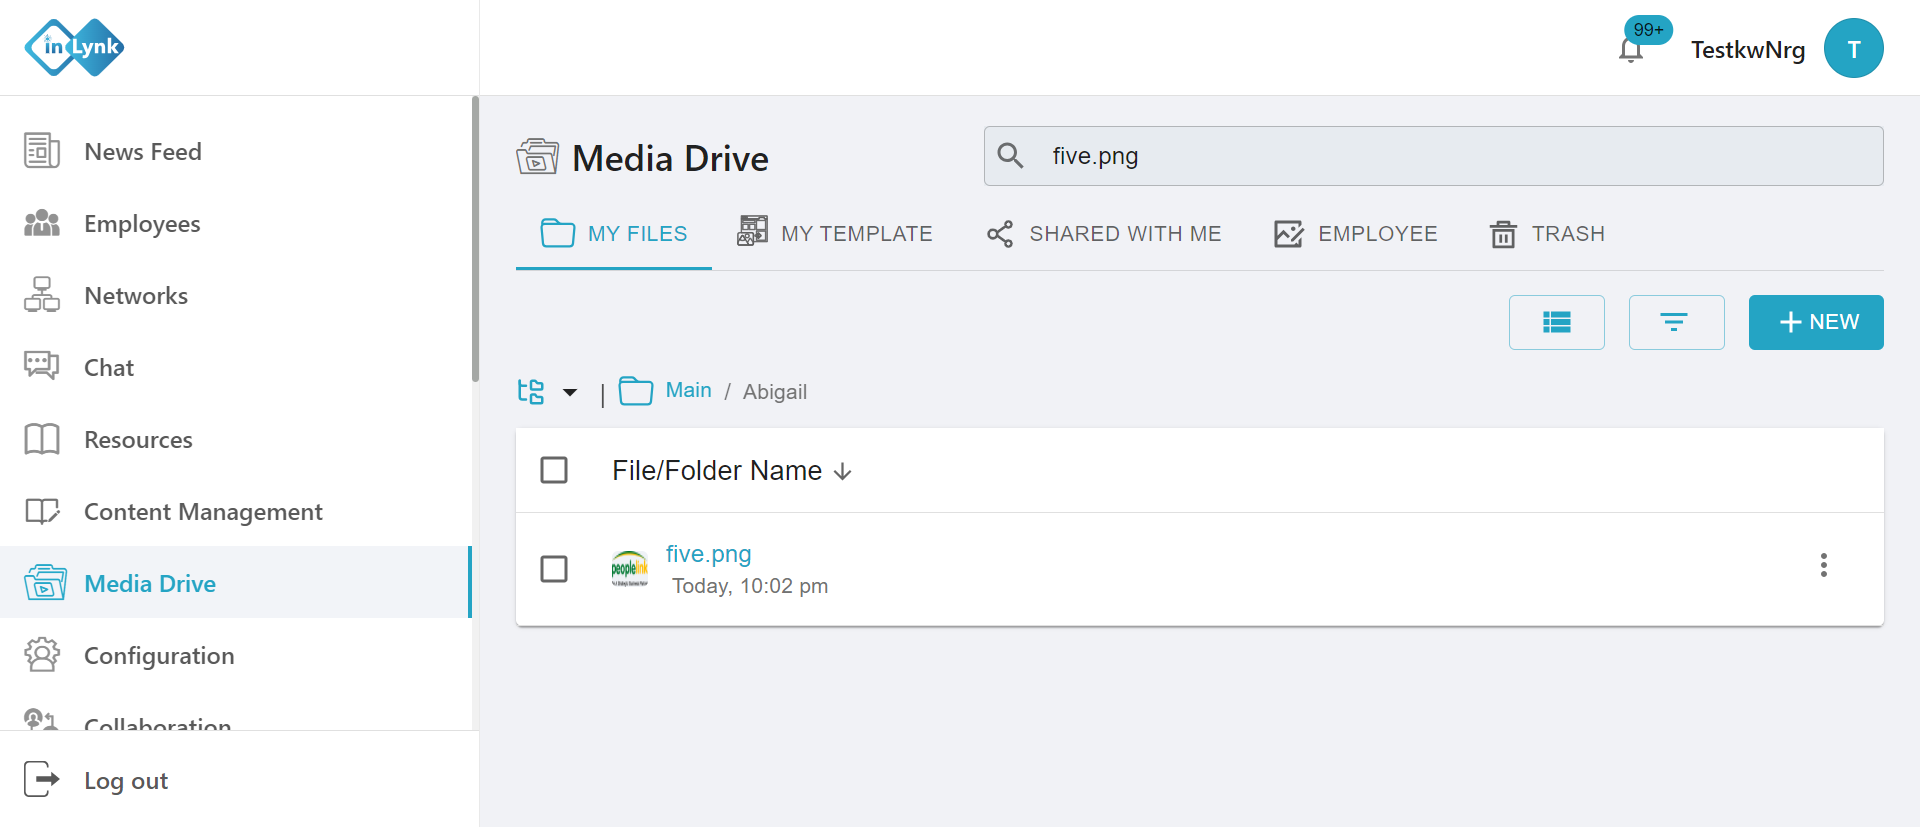 inLynk
99+
TestkwNrg
T
News Feed
Employees
Networks
Chat
Resources
Content Management
Media Drive
Configuration
Collaboration
Log out
Media Drive
five.png
MY FILES
MY TEMPLATE
SHARED WITH ME
EMPLOYEE
TRASH
+ NEW
| Main / Abigail
File/Folder Name
peoplelink
five.png
Today, 10:02 pm